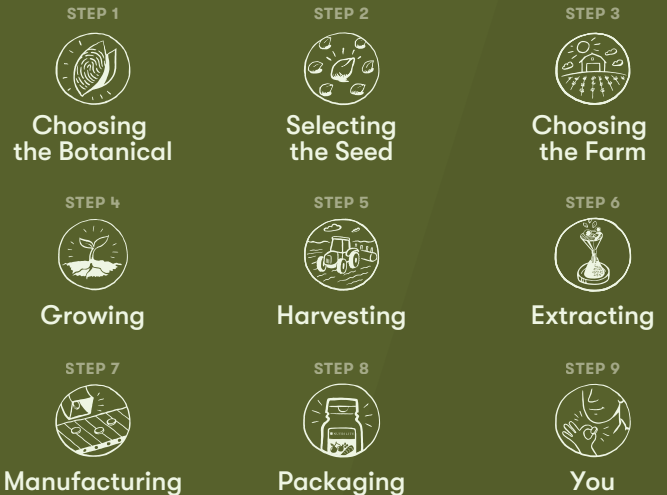 STEP 1
Choosing
the Botanical
STEP 2
Selecting
the Seed
STEP 3
Choosing
the Farm
STEP 4
Growing
STEP 5
Harvesting
STEP 6
Extracting
STEP 7
Manufacturing
STEP 8
Packaging
STEP 9
You